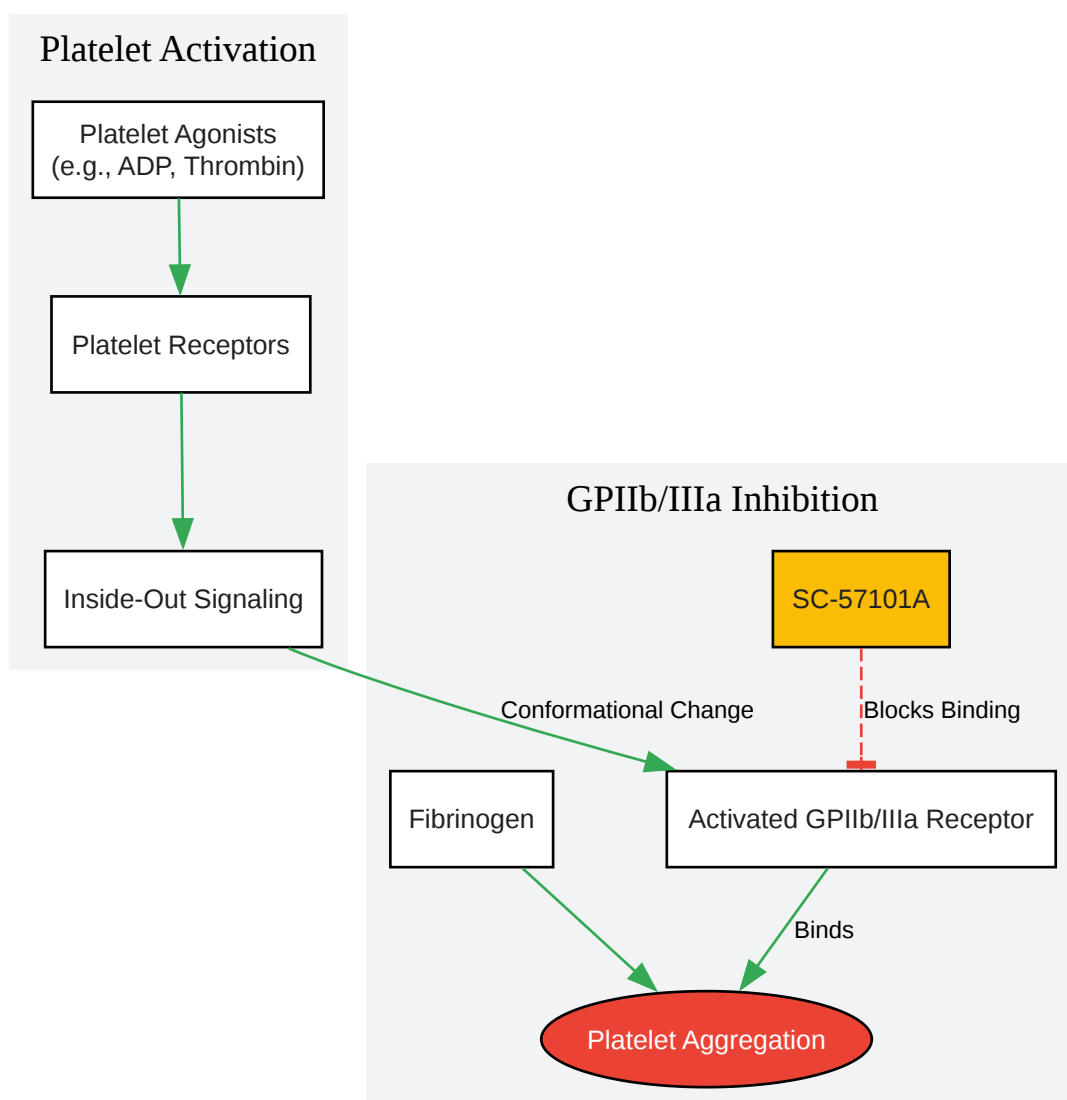 Platelet Activation
Platelet Agonists
(e.g., ADP, Thrombin)
Platelet Receptors
Inside-Out Signaling
GPIIb/IIIa Inhibition
SC-57101A
Conformational Change
Blocks Binding
Fibrinogen
Activated GPIIb/IIIa Receptor
Binds
Platelet Aggregation